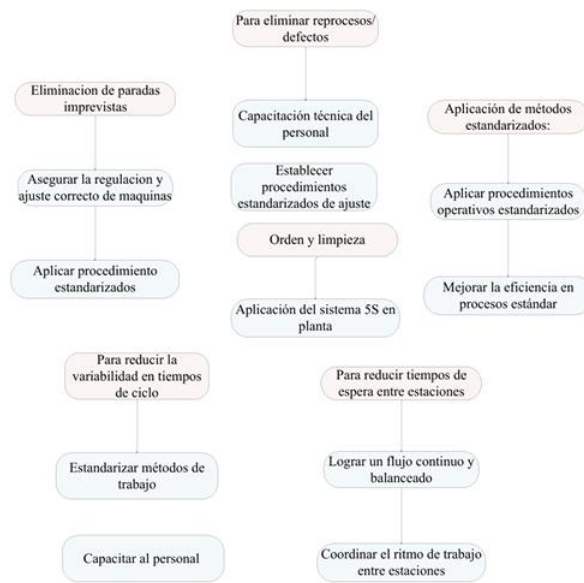 Para eliminar reprocesos/
defectos
Eliminacion de paradas
imprevistas
Capacitación técnica del
personal
Aplicación de métodos
estandarizados:
Asegurar la regulacion y
ajuste correcto de maquinas
Establecer
procedimientos
estandarizados de ajuste
Aplicar procedimientos
operativos estandarizados
Orden y limpieza
Aplicar procedimiento
estandarizados
Aplicación del sistema 5S en
planta
Mejorar la eficiencia en
procesos estándar
Para reducir la
variabilidad en tiempos
de ciclo
Para reducir tiempos de
espera entre estaciones
Estandarizar métodos de
trabajo
Lograr un flujo continuo y
balanceado
Capacitar al personal
Coordinar el ritmo de trabajo
entre estaciones